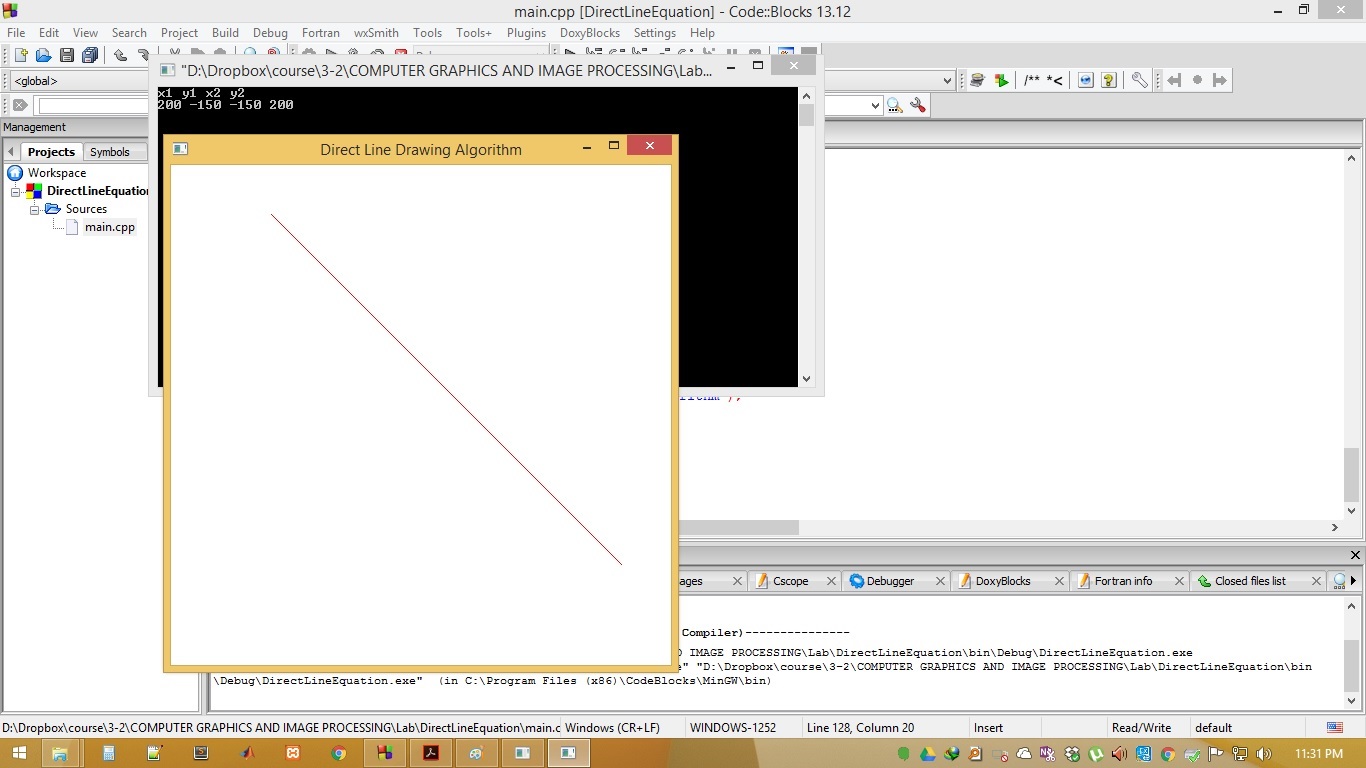 main.cpp [DirectLineEquation] - Code::Blocks 13.12
File Edit View Search Project Build Debug Fortran wxSmith Tools Tools+ Plugins DoxyBlocks Settings Help
<global>
/** *<
"D:\Dropbox\course\3-2\COMPUTER GRAPHICS AND IMAGE PROCESSING\Lab...
x1 y1 x2 y2
200 -150 -150 200
Management
Projects Symbols
Workspace
DirectLineEquation
Sources
main.cpp
Direct Line Drawing Algorithm
);
ages Cscope Debugger DoxyBlocks Fortran info Closed files list
Compiler)---------------
D IMAGE PROCESSING\Lab\DirectLineEquation\bin\Debug\DirectLineEquation.exe
e" "D:\Dropbox\course\3-2\COMPUTER GRAPHICS AND IMAGE PROCESSING\Lab\DirectLineEquation\bin
\Debug\DirectLineEquation.exe" (in C:\Program Files (x86)\CodeBlocks\MinGW\bin)
D:\Dropbox\course\3-2\COMPUTER GRAPHICS AND IMAGE PROCESSING\Lab\DirectLineEquation\main.c Windows (CR+LF) WINDOWS-1252 Line 128, Column 20 Insert Read/Write default
11:31 PM